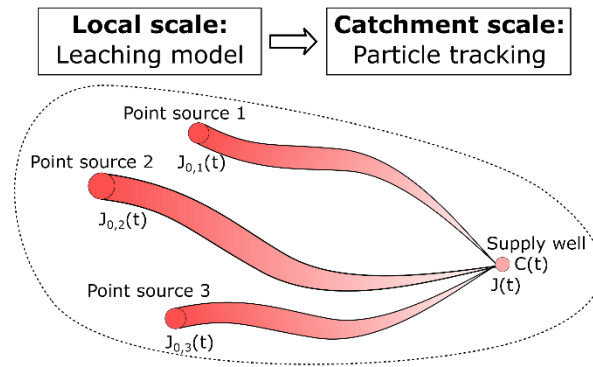 Local scale:
Leaching model
Catchment scale:
Particle tracking
Point source 1
J0,1(t)
Point source 2
J0,2(t)
Supply well
C(t)
J(t)
Point source 3
J0,3(t)